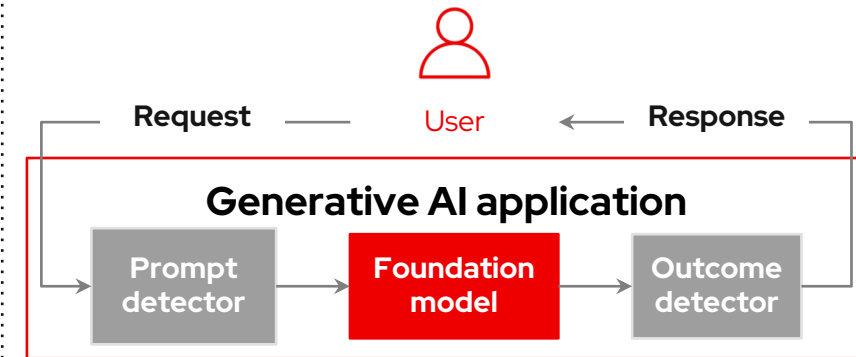 Request
User
Response
Generative AI application
Prompt
detector
Foundation
model
Outcome
detector